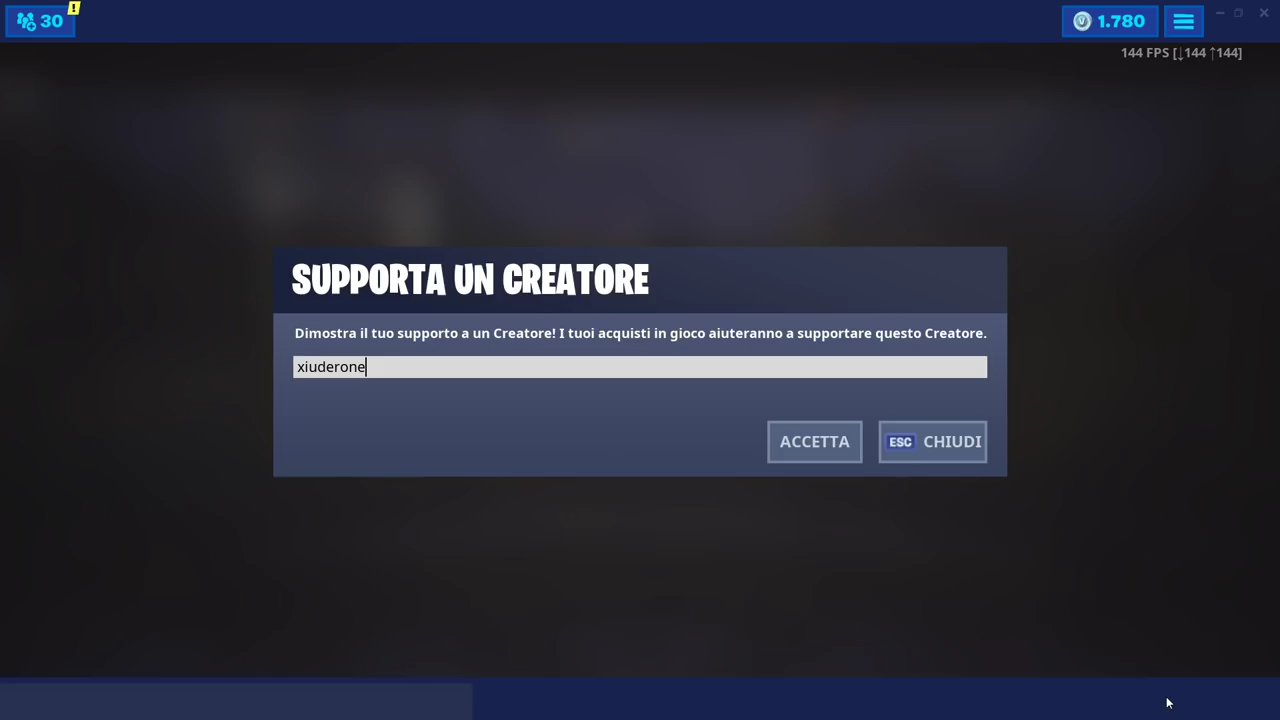 30 !
1.780
144 FPS [↓144 ↑144]
SUPPORTA UN CREATORE
Dimostra il tuo supporto a un Creatore! I tuoi acquisti in gioco aiuteranno a supportare questo Creatore.
xiuderone
ACCETTA
ESC CHIUDI